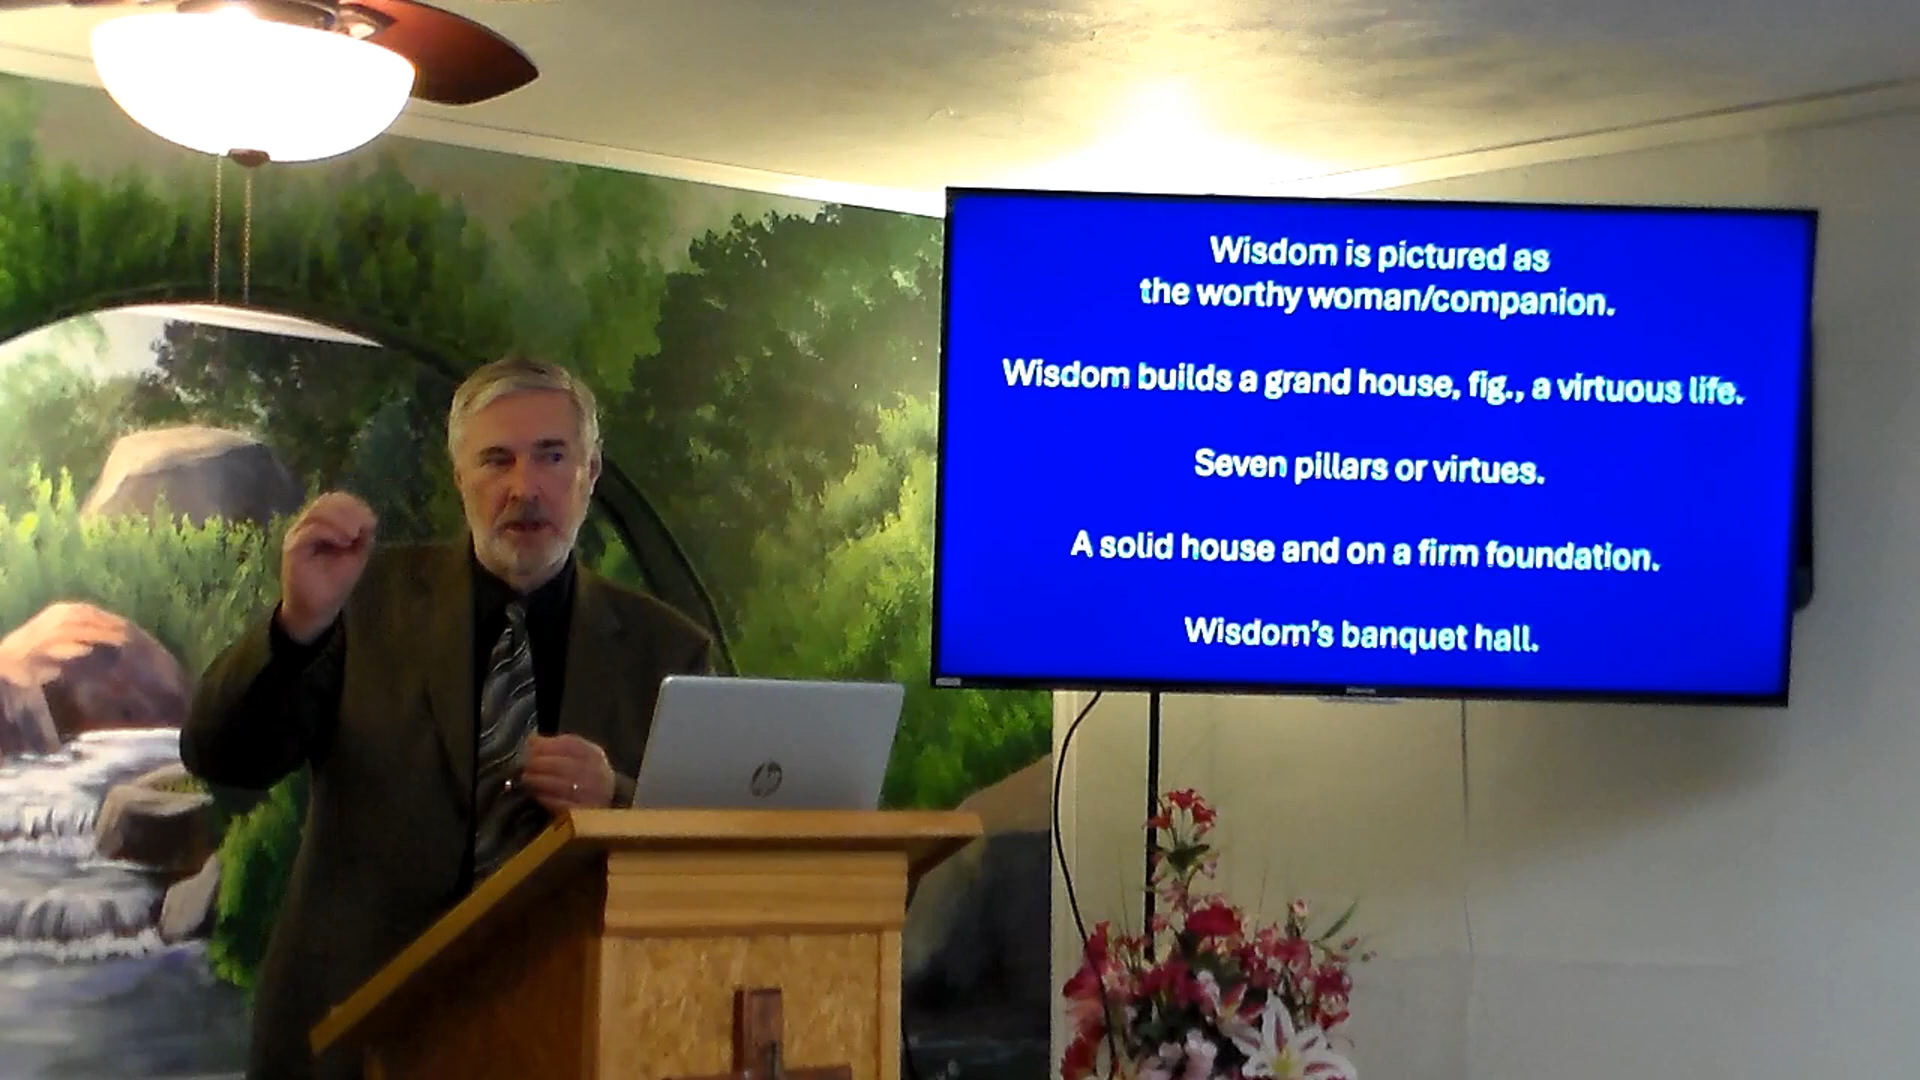 Wisdom is pictured as
the worthy woman/companion.
Wisdom builds a grand house, fig., a virtuous life.
Seven pillars or virtues.
A solid house and on a firm foundation.
Wisdom's banquet hall.
hp